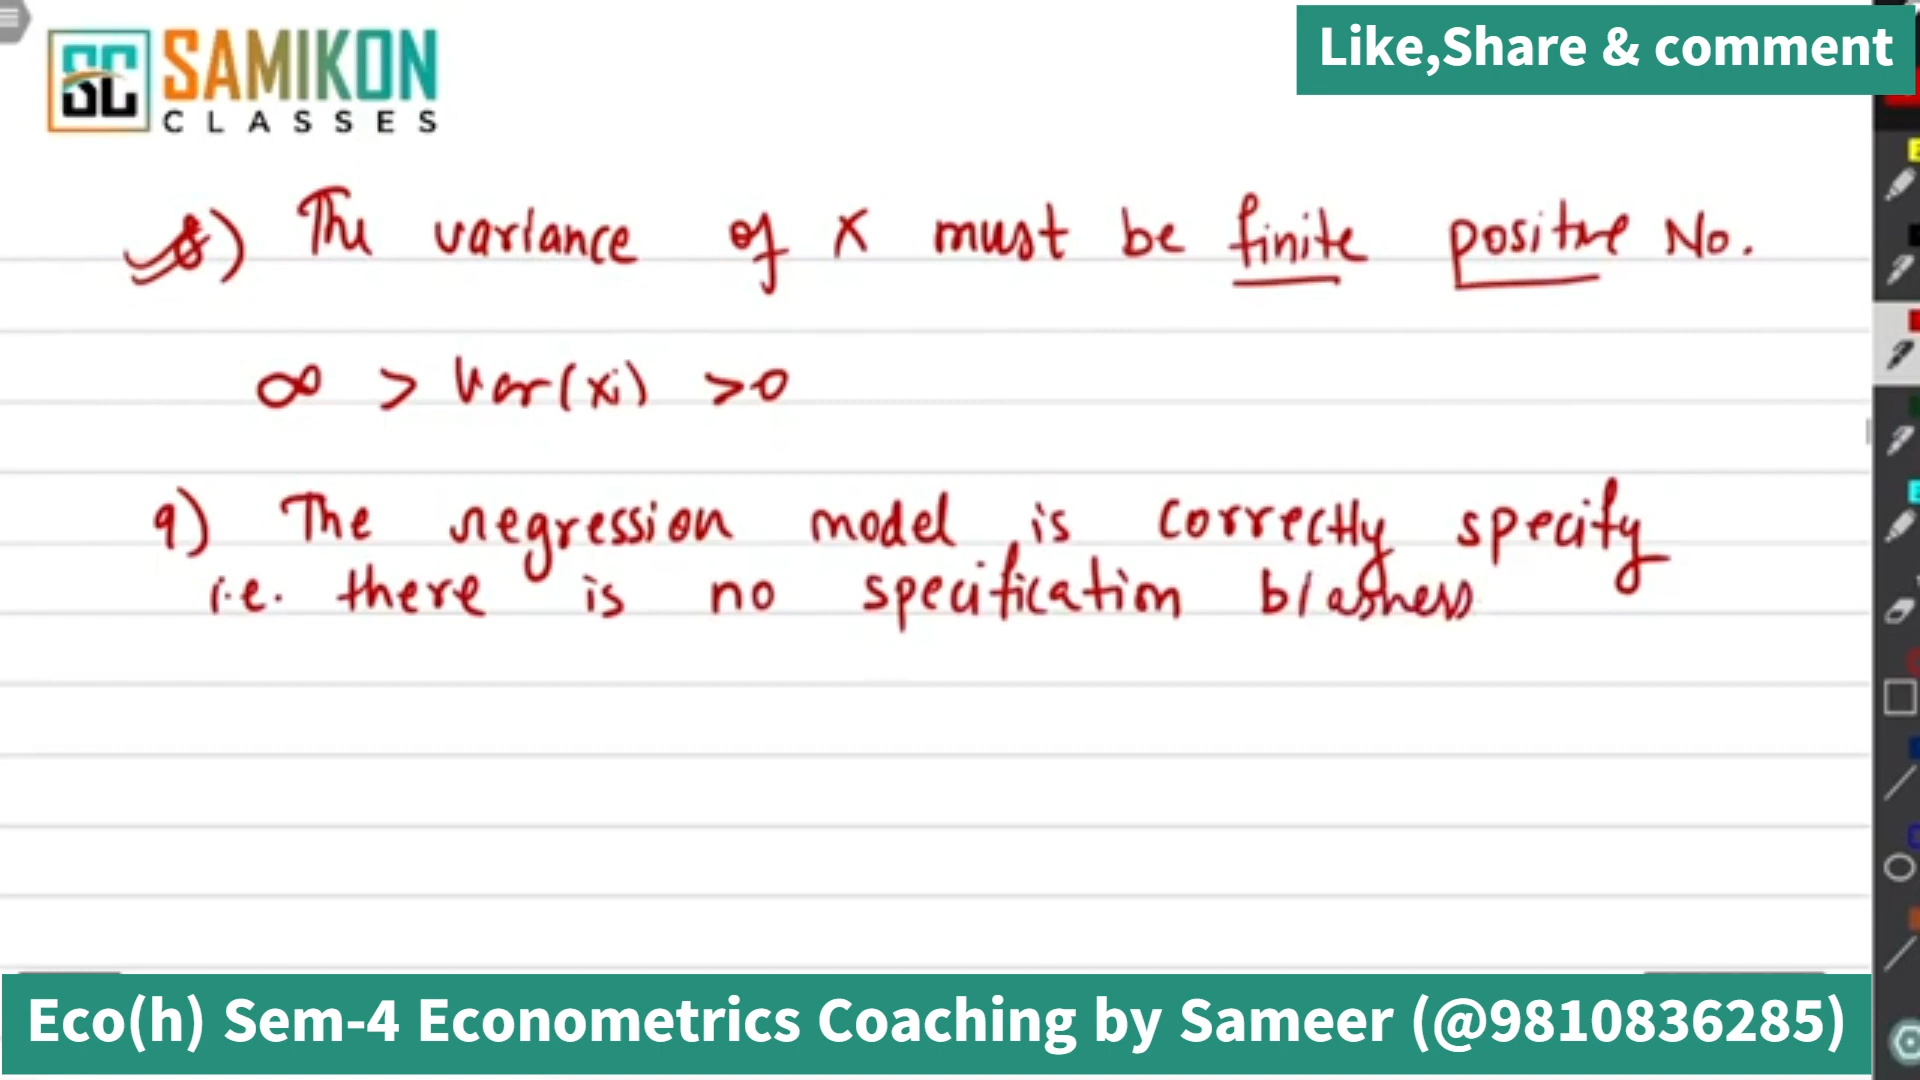 SC SAMIKON
CLASSES
Like,Share & comment
8) The variance of X must be finite positive No.
∞ > Var(xi) >0
9) The regression model is correctly specify
i.e. there is no specification biasness
Eco(h) Sem-4 Econometrics Coaching by Sameer (@9810836285)